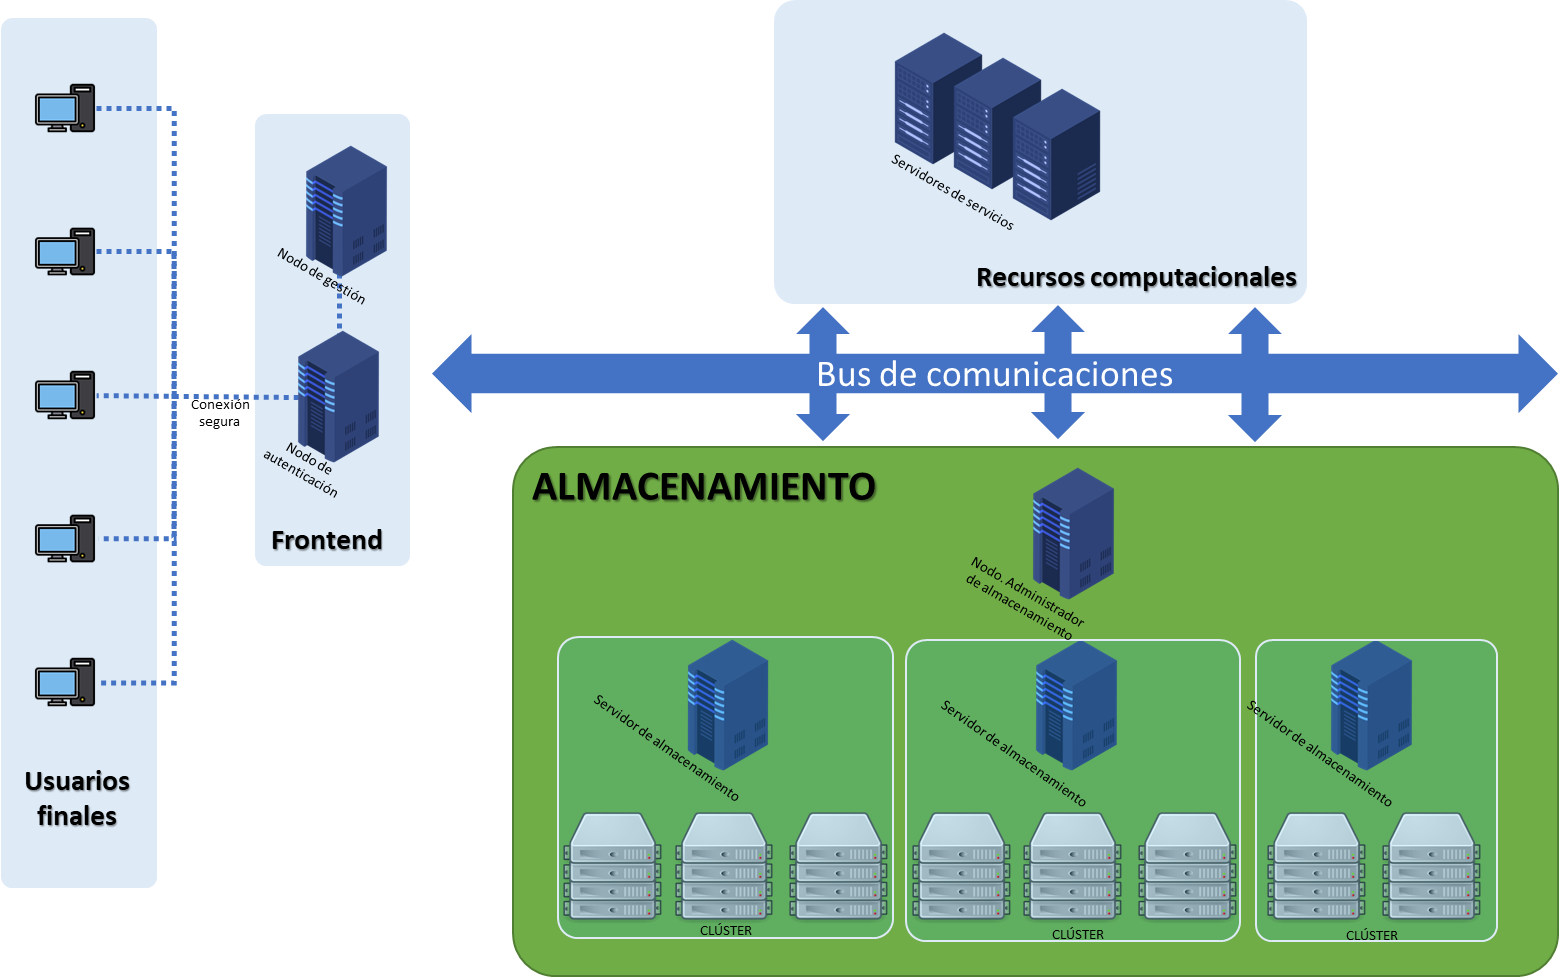 Servidores de servicios
Recursos computacionales
Nodo de gestión
Bus de comunicaciones
Conexión
segura
Nodo de
autenticación
Frontend
ALMACENAMIENTO
Nodo. Administrador
de almacenamiento
Usuarios
finales
Servidor de almacenamiento
Servidor de almacenamiento
Servidor de almacenamiento
CLÚSTER
CLÚSTER
CLÚSTER